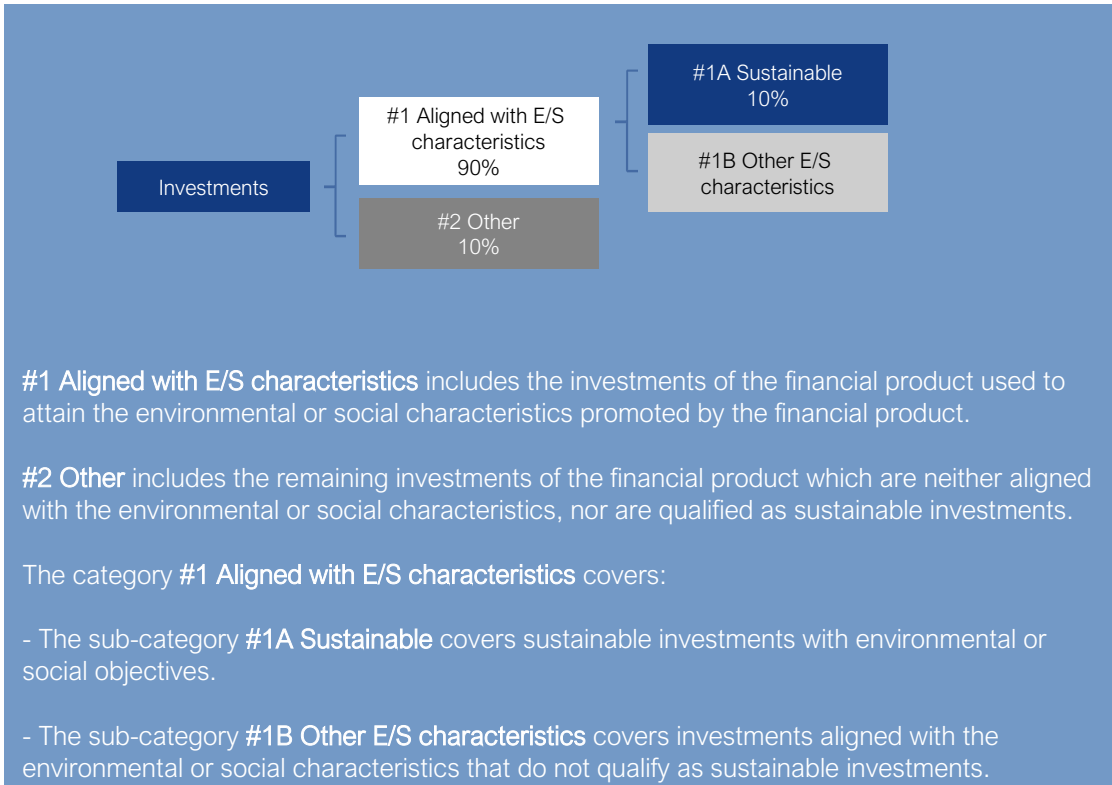 #1A Sustainable
10%
#1 Aligned with E/S
characteristics
90%
#1B Other E/S
characteristics
Investments
#2 Other
10%
#1 Aligned with E/S characteristics includes the investments of the financial product used to
attain the environmental or social characteristics promoted by the financial product.
#2 Other includes the remaining investments of the financial product which are neither aligned
with the environmental or social characteristics, nor are qualified as sustainable investments.
The category #1 Aligned with E/S characteristics covers:
- The sub-category #1A Sustainable covers sustainable investments with environmental or
social objectives.
- The sub-category #1B Other E/S characteristics covers investments aligned with the
environmental or social characteristics that do not qualify as sustainable investments.